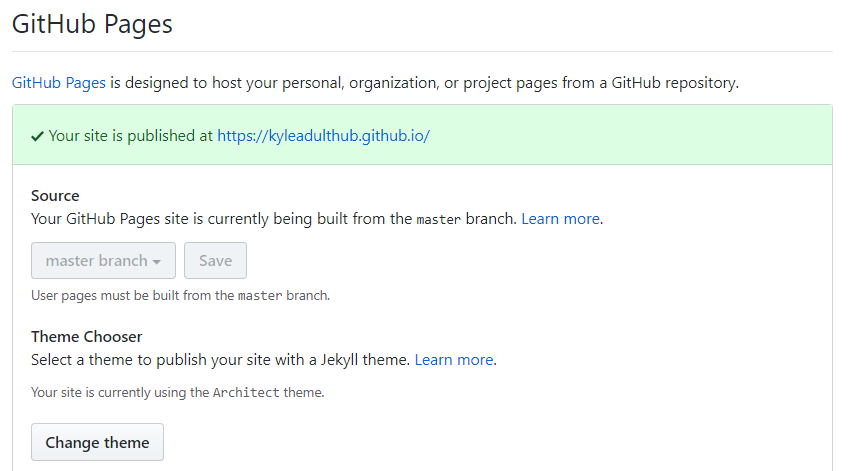 GitHub Pages
GitHub Pages is designed to host your personal, organization, or project pages from a GitHub repository.
Your site is published at https://kyleadulthub.github.io/
Source
Your GitHub Pages site is currently being built from the master branch. Learn more.
master branch
Save
User pages must be built from the master branch.
Theme Chooser
Select a theme to publish your site with a Jekyll theme. Learn more.
Your site is currently using the Architect theme.
Change theme